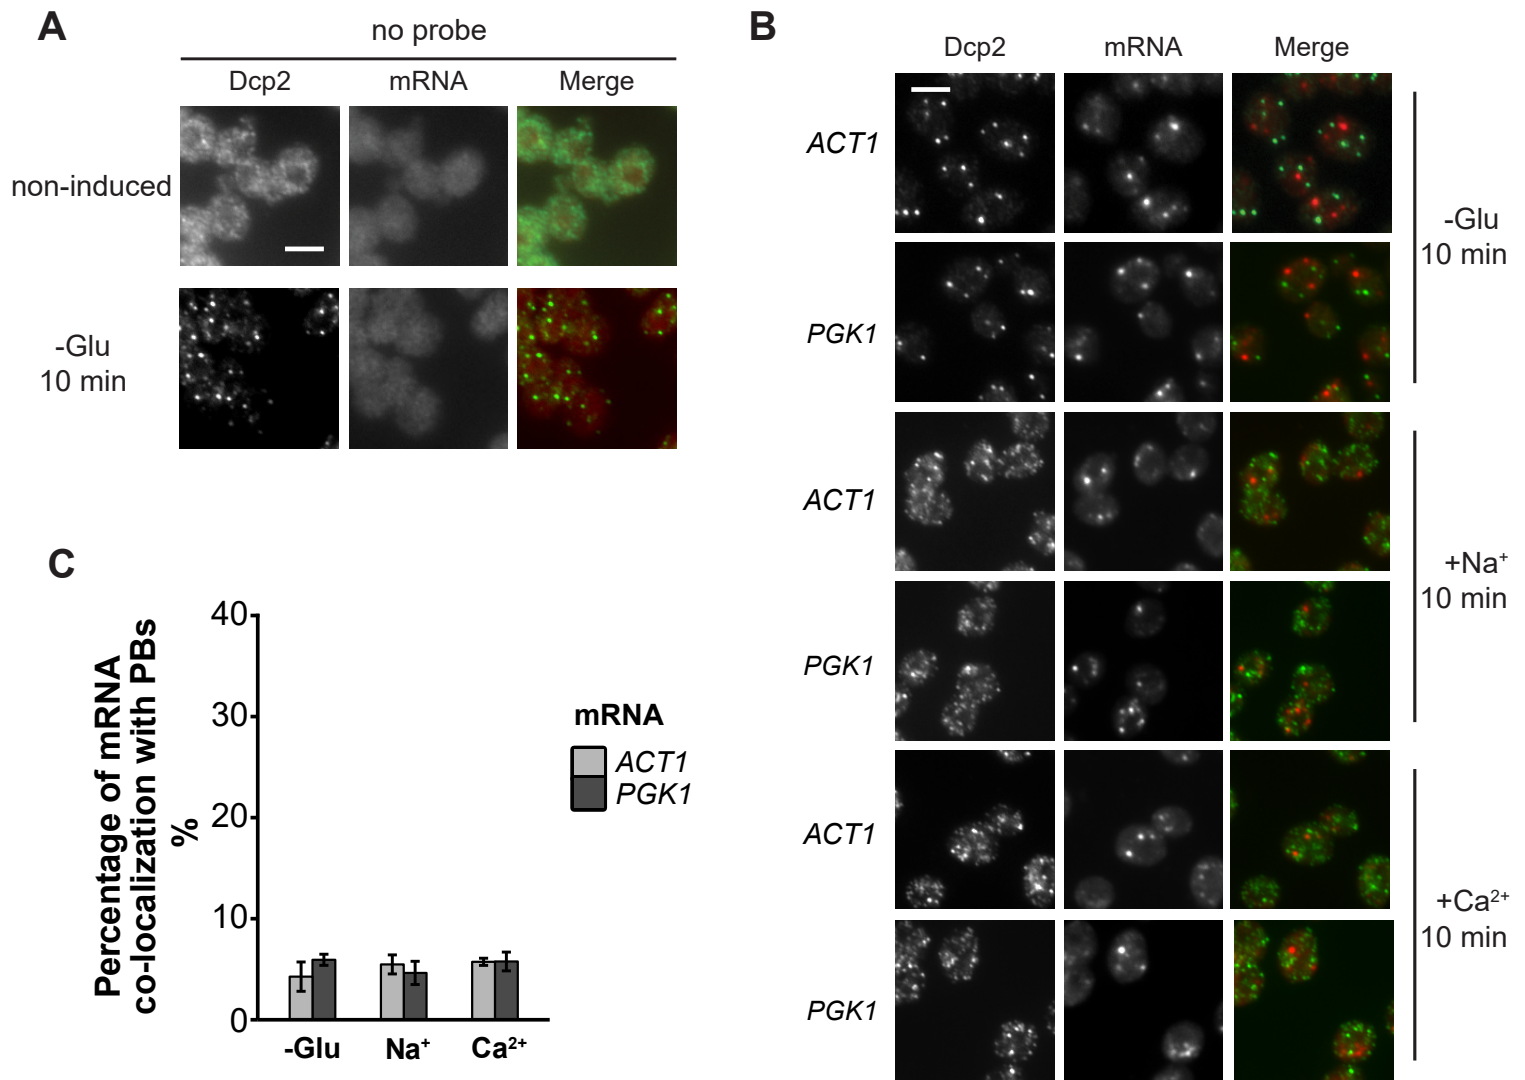 A
no probe
Dcp2 mRNA Merge
non-induced
-Glu
10 min
B
Dcp2 mRNA Merge
ACT1
PGK1
-Glu
10 min
ACT1
PGK1
+Na⁺
10 min
ACT1
PGK1
+Ca²⁺
10 min
C
Percentage of mRNA
co-localization with PBs
%
40
30
20
10
0
-Glu Na⁺ Ca²⁺
mRNA
ACT1
PGK1